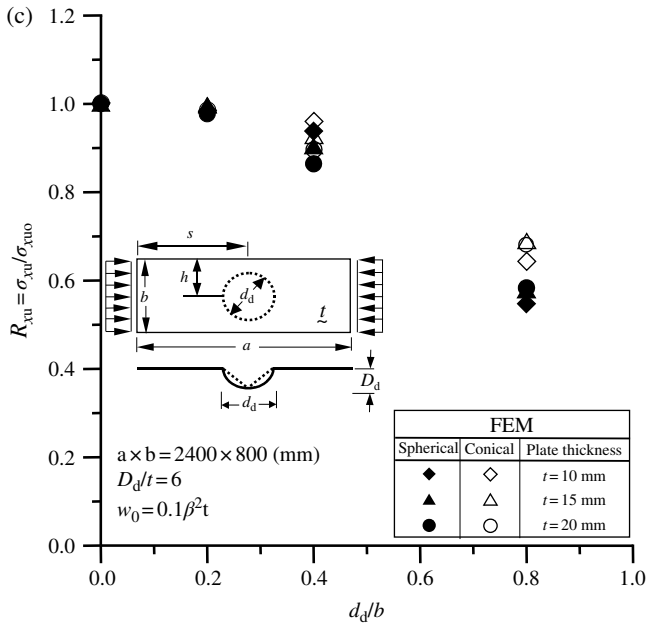 (c)
1.2
1.0
0.8
0.6
0.4
0.2
0.0
R_xu = σ_xu/σ_xuo
s
h
b
d_d
t
a
D_d
d_d
a × b = 2400 × 800 (mm)
D_d/t = 6
w_0 = 0.1β²t
FEM
Spherical Conical Plate thickness
t = 10 mm
t = 15 mm
t = 20 mm
0.0 0.2 0.4 0.6 0.8 1.0
d_d/b